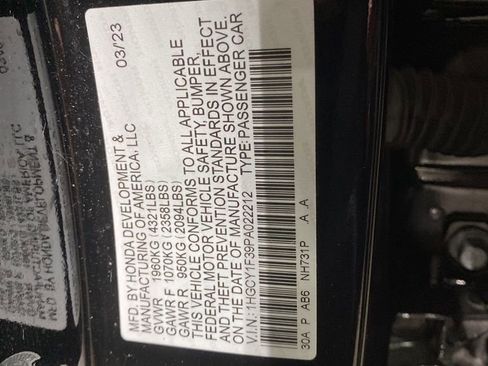 MFD. BY HONDA DEVELOPMENT & 03/'23
MANUFACTURING OF AMERICA, LLC
GVWR 1960KG (4321LBS)
GAWR F 1070KG (2358LBS)
GAWR R 950KG (2094LBS)
THIS VEHICLE CONFORMS TO ALL APPLICABLE
FEDERAL MOTOR VEHICLE SAFETY, BUMPER,
AND THEFT PREVENTION STANDARDS IN EFFECT
ON THE DATE OF MANUFACTURE SHOWN ABOVE.
V.I.N.:1HGCY1F39PA022212 TYPE:PASSENGER CAR
30A P AB6 NH731P A .A